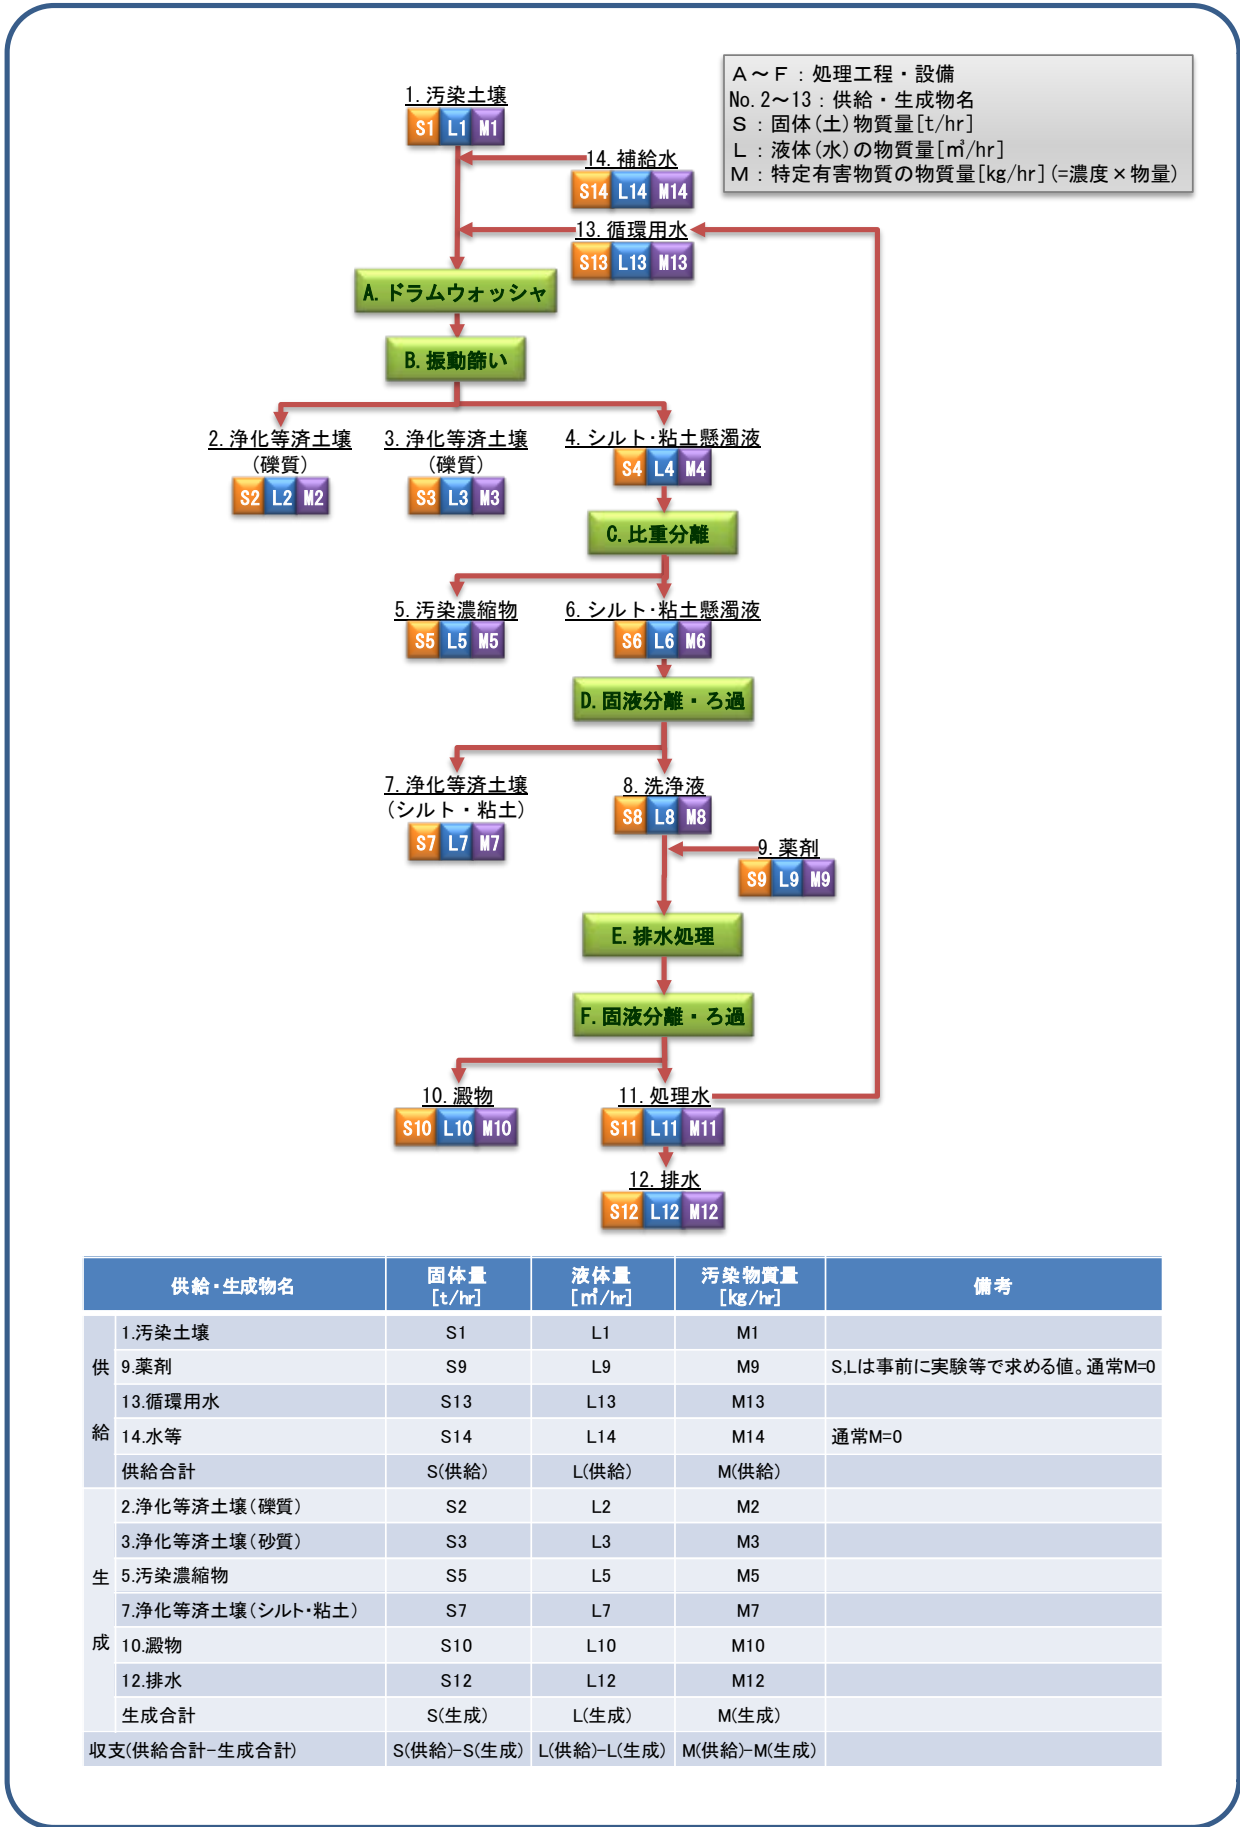 A～F：処理工程・設備
No.2～13：供給・生成物名
S：固体(土)物質量[t/hr]
L：液体(水)の物質量[㎥/hr]
M：特定有害物質の物質量[kg/hr](=濃度×物量)
1.汚染土壌
S1 L1 M1
14.補給水
S14 L14 M14
13.循環用水
S13 L13 M13
A.ドラムウォッシャ
B.振動篩い
2.浄化等済土壌
(礫質)
S2 L2 M2
3.浄化等済土壌
(礫質)
S3 L3 M3
4.シルト･粘土懸濁液
S4 L4 M4
C.比重分離
5.汚染濃縮物
S5 L5 M5
6.シルト･粘土懸濁液
S6 L6 M6
D.固液分離・ろ過
7.浄化等済土壌
(シルト・粘土)
S7 L7 M7
8.洗浄液
S8 L8 M8
9.薬剤
S9 L9 M9
E.排水処理
F.固液分離・ろ過
10.澱物
S10 L10 M10
11.処理水
S11 L11 M11
12.排水
S12 L12 M12
供給･生成物名 固体量[t/hr] 液体量[㎥/hr] 汚染物質量[kg/hr] 備考
供給
1.汚染土壌 S1 L1 M1
9.薬剤 S9 L9 M9 S,Lは事前に実験等で求める値。通常M=0
13.循環用水 S13 L13 M13
14.水等 S14 L14 M14 通常M=0
供給合計 S(供給) L(供給) M(供給)
生成
2.浄化等済土壌(礫質) S2 L2 M2
3.浄化等済土壌(砂質) S3 L3 M3
5.汚染濃縮物 S5 L5 M5
7.浄化等済土壌(シルト･粘土) S7 L7 M7
10.澱物 S10 L10 M10
12.排水 S12 L12 M12
生成合計 S(生成) L(生成) M(生成)
収支(供給合計-生成合計) S(供給)-S(生成) L(供給)-L(生成) M(供給)-M(生成)